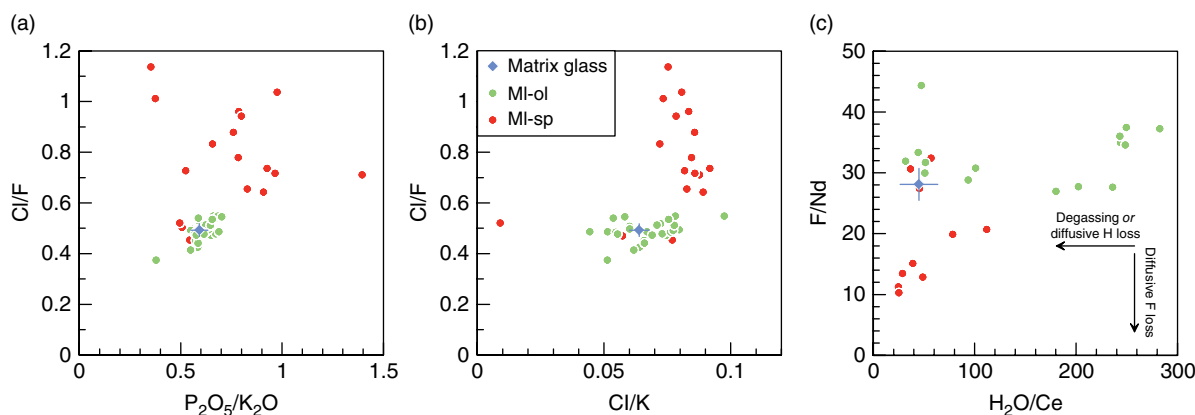 (a)
Cl/F
1.2
1
0.8
0.6
0.4
0.2
0
0
0.5
1
1.5
P₂O₅/K₂O
(b)
Cl/F
1.2
1
0.8
0.6
0.4
0.2
0
Matrix glass
MI-ol
MI-sp
0
0.05
0.1
Cl/K
(c)
F/Nd
50
40
30
20
10
0
Degassing or
diffusive H loss
Diffusive F loss
0
100
200
300
H₂O/Ce